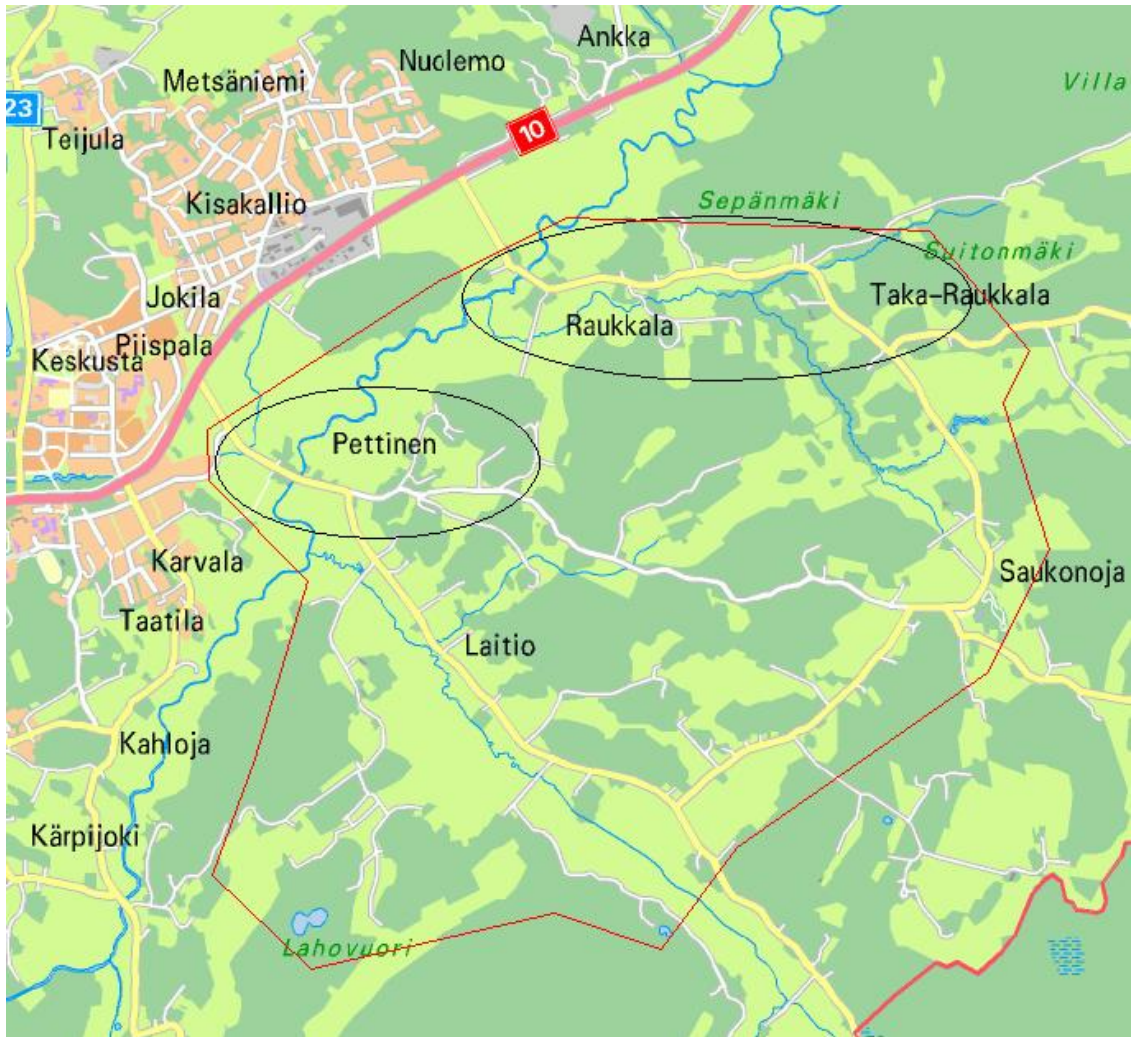 Ankka
Nuolemo
Metsäniemi
Villa
23
10
Teijula
Sepänmäki
Kisakallio
Suitonmäki
Jokila
Taka-Raukkala
Raukkala
Piispala
Keskusta
Pettinen
Karvala
Saukonoja
Taatila
Laitio
Kahloja
Kärpijoki
Lahovuori